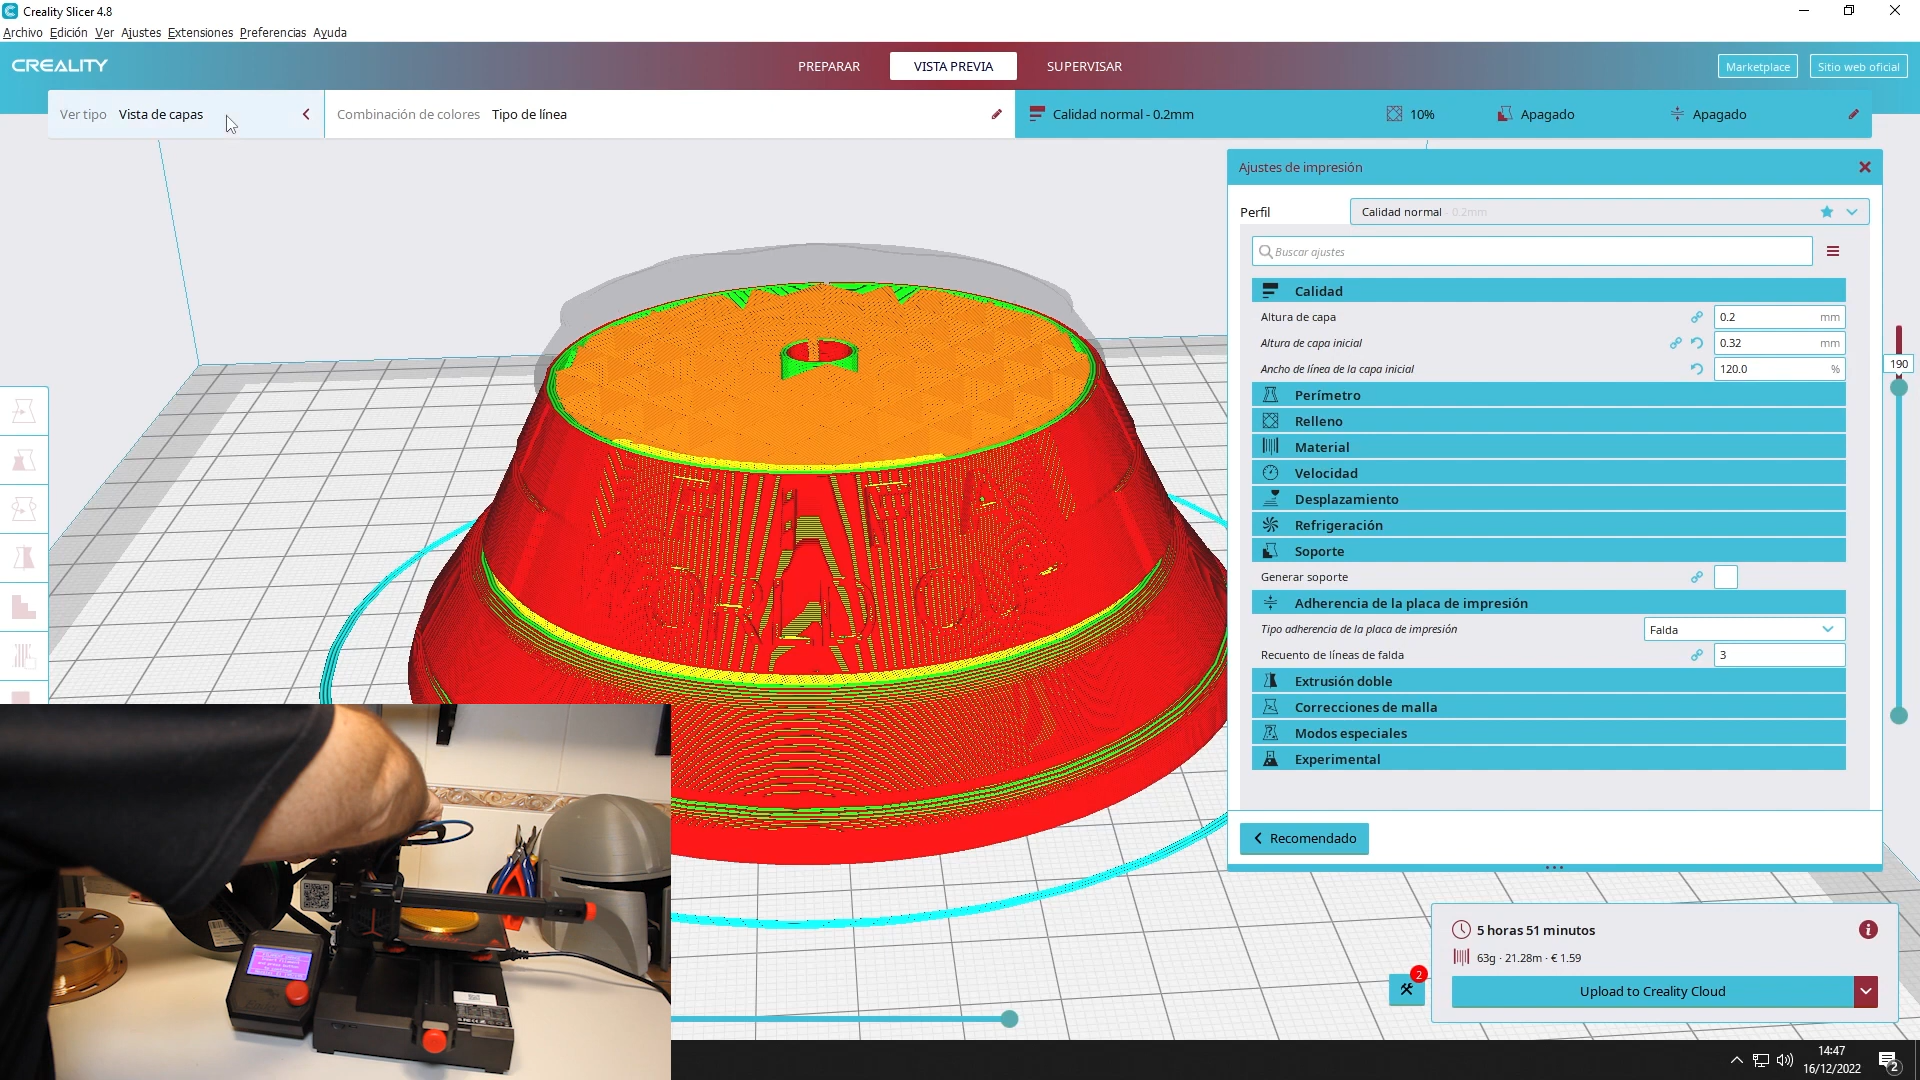 Creality Slicer 4.8
Archivo Edición Ver Ajustes Extensiones Preferencias Ayuda
CREALITY
PREPARAR
VISTA PREVIA
SUPERVISAR
Marketplace
Sitio web oficial
Ver tipo Vista de capas
Combinación de colores Tipo de línea
Calidad normal - 0.2mm
10%
Apagado
Apagado
Ajustes de impresión
Perfil
Calidad normal - 0.2mm
Buscar ajustes
Calidad
Altura de capa 0.2 mm
Altura de capa inicial 0.32 mm
Ancho de línea de la capa inicial 120.0 %
Perímetro
Relleno
Material
Velocidad
Desplazamiento
Refrigeración
Soporte
Generar soporte
Adherencia de la placa de impresión
Tipo adherencia de la placa de impresión Falda
Recuento de líneas de falda 3
Extrusión doble
Correcciones de malla
Modos especiales
Experimental
Recomendado
190
5 horas 51 minutos
63g · 21.28m · € 1.59
2
Upload to Creality Cloud
14:47
16/12/2022
2